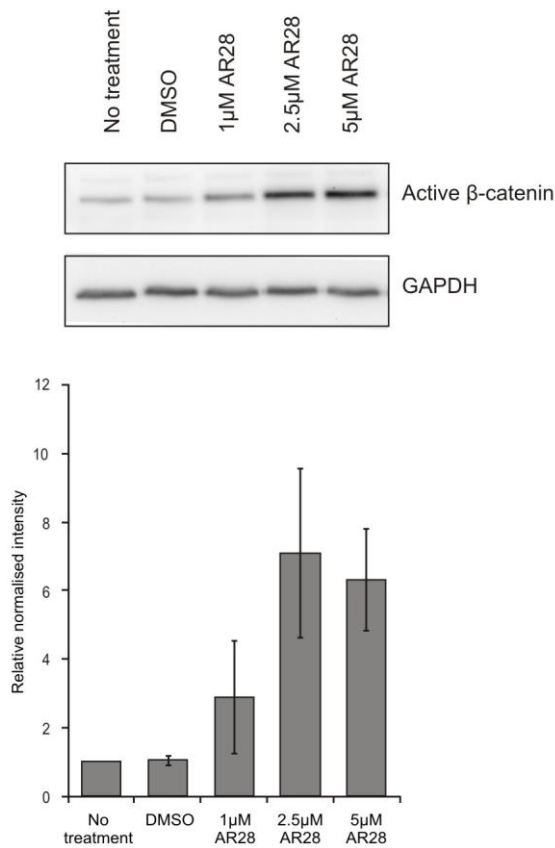 No treatment
DMSO
1µM AR28
2.5µM AR28
5µM AR28
Active β-catenin
GAPDH
12
10
8
6
4
2
0
Relative normalised intensity
No
treatment
DMSO
1µM
AR28
2.5µM
AR28
5µM
AR28